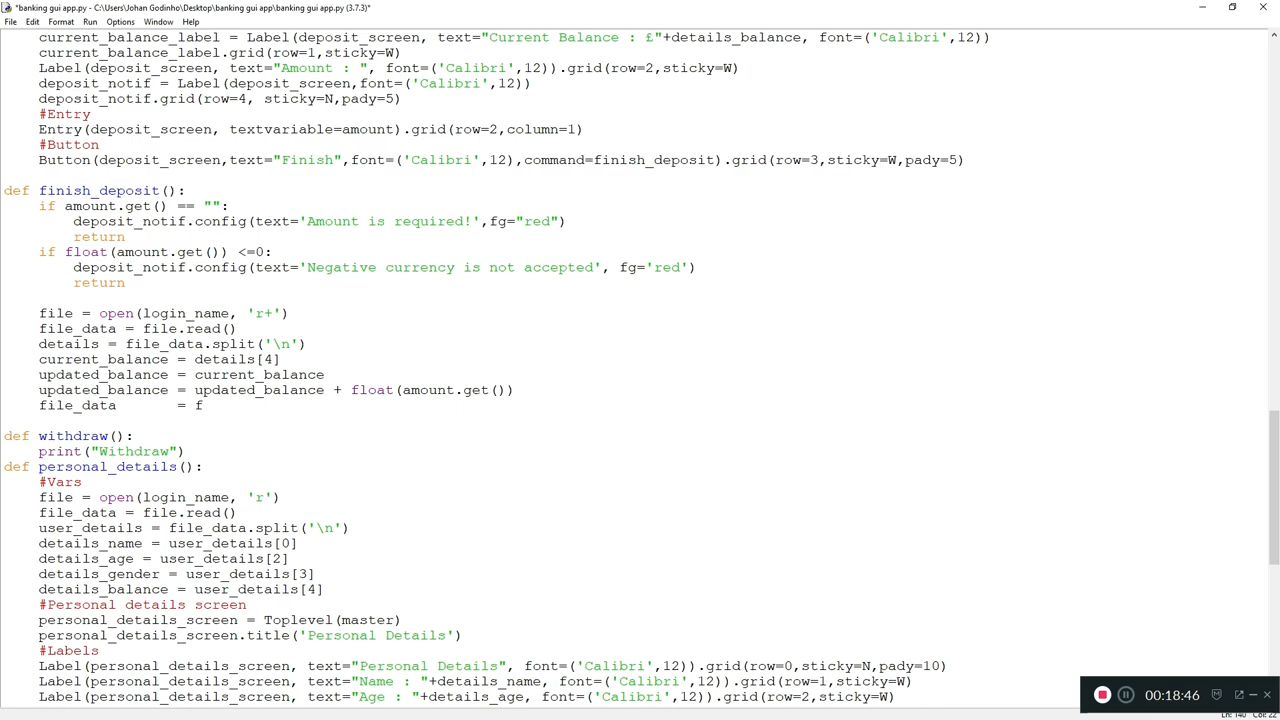 *banking gui app.py - C:\Users\Johan Godinho\Desktop\banking gui app\banking gui app.py (3.7.3)*
File Edit Format Run Options Window Help
current_balance_label = Label(deposit_screen, text="Current Balance : £"+details_balance, font=('Calibri',12))
current_balance_label.grid(row=1,sticky=W)
Label(deposit_screen, text="Amount : ", font=('Calibri',12)).grid(row=2,sticky=W)
deposit_notif = Label(deposit_screen,font=('Calibri',12))
deposit_notif.grid(row=4, sticky=N,pady=5)
#Entry
Entry(deposit_screen, textvariable=amount).grid(row=2,column=1)
#Button
Button(deposit_screen,text="Finish",font=('Calibri',12),command=finish_deposit).grid(row=3,sticky=W,pady=5)
def finish_deposit():
if amount.get() == "":
deposit_notif.config(text='Amount is required!',fg="red")
return
if float(amount.get()) <=0:
deposit_notif.config(text='Negative currency is not accepted', fg='red')
return
file = open(login_name, 'r+')
file_data = file.read()
details = file_data.split('\n')
current_balance = details[4]
updated_balance = current_balance
updated_balance = updated_balance + float(amount.get())
file_data = f
def withdraw():
print("Withdraw")
def personal_details():
#Vars
file = open(login_name, 'r')
file_data = file.read()
user_details = file_data.split('\n')
details_name = user_details[0]
details_age = user_details[2]
details_gender = user_details[3]
details_balance = user_details[4]
#Personal details screen
personal_details_screen = Toplevel(master)
personal_details_screen.title('Personal Details')
#Labels
Label(personal_details_screen, text="Personal Details", font=('Calibri',12)).grid(row=0,sticky=N,pady=10)
Label(personal_details_screen, text="Name : "+details_name, font=('Calibri',12)).grid(row=1,sticky=W)
Label(personal_details_screen, text="Age : "+details_age, font=('Calibri',12)).grid(row=2,sticky=W)
00:18:46